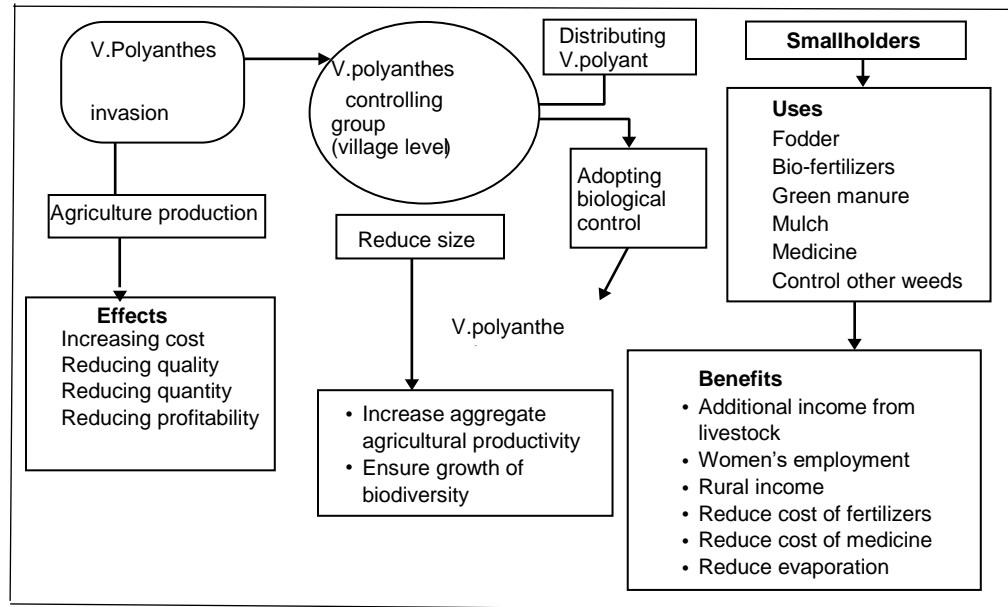 V.Polyanthes
invasion
V.polyanthes
controlling
group
(village level)
Distributing
V.polyant
Smallholders
Uses
Fodder
Bio-fertilizers
Green manure
Mulch
Medicine
Control other weeds
Adopting
biological
control
Agriculture production
Reduce size
V.polyanthe
Effects
Increasing cost
Reducing quality
Reducing quantity
Reducing profitability
• Increase aggregate
agricultural productivity
• Ensure growth of
biodiversity
Benefits
• Additional income from
livestock
• Women's employment
• Rural income
• Reduce cost of fertilizers
• Reduce cost of medicine
• Reduce evaporation